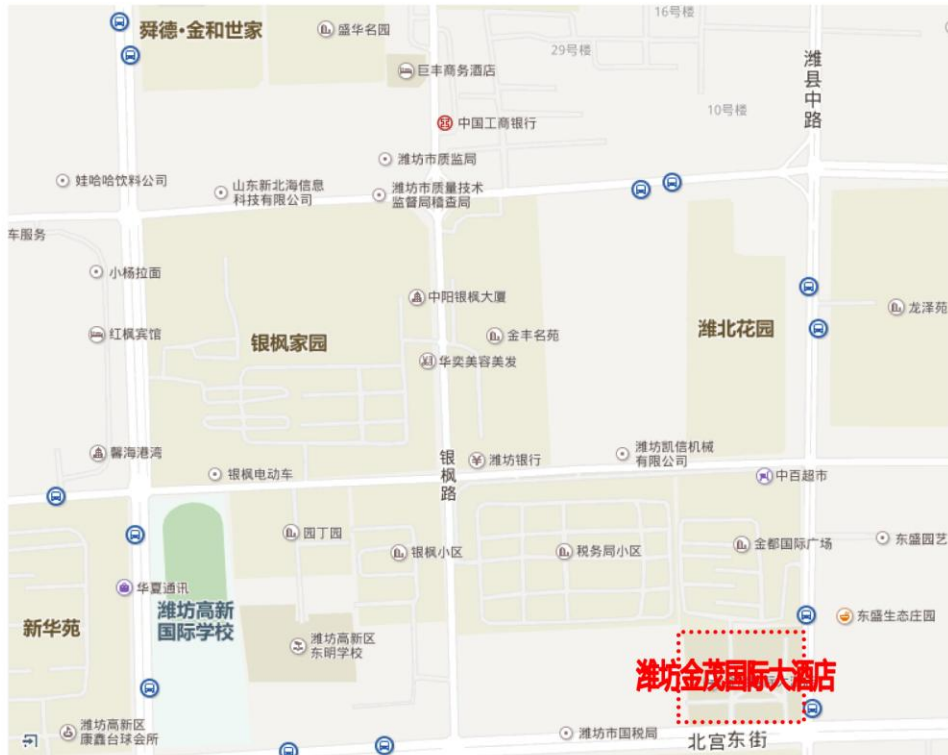 16号楼
舜德·金和世家
盛华名园
29号楼
巨丰商务酒店
潍县中路
10号楼
中国工商银行
潍坊市质监局
娃哈哈饮料公司
山东新北海信息
科技有限公司
潍坊市质量技术
监督局稽查局
车服务
小杨拉面
中阳银枫大厦
龙泽苑
红枫宾馆
银枫家园
金丰名苑
潍北花园
华奕美容美发
馨海港湾
银枫路
潍坊银行
潍坊凯信机械
有限公司
银枫电动车
中百超市
园丁园
银枫小区
税务局小区
金都国际广场
东盛园艺
华夏通讯
潍坊高新
国际学校
东盛生态庄园
新华苑
潍坊高新区
东明学校
潍坊金茂国际大酒店
潍坊高新区
康鑫台球会所
潍坊市国税局
北宫东街